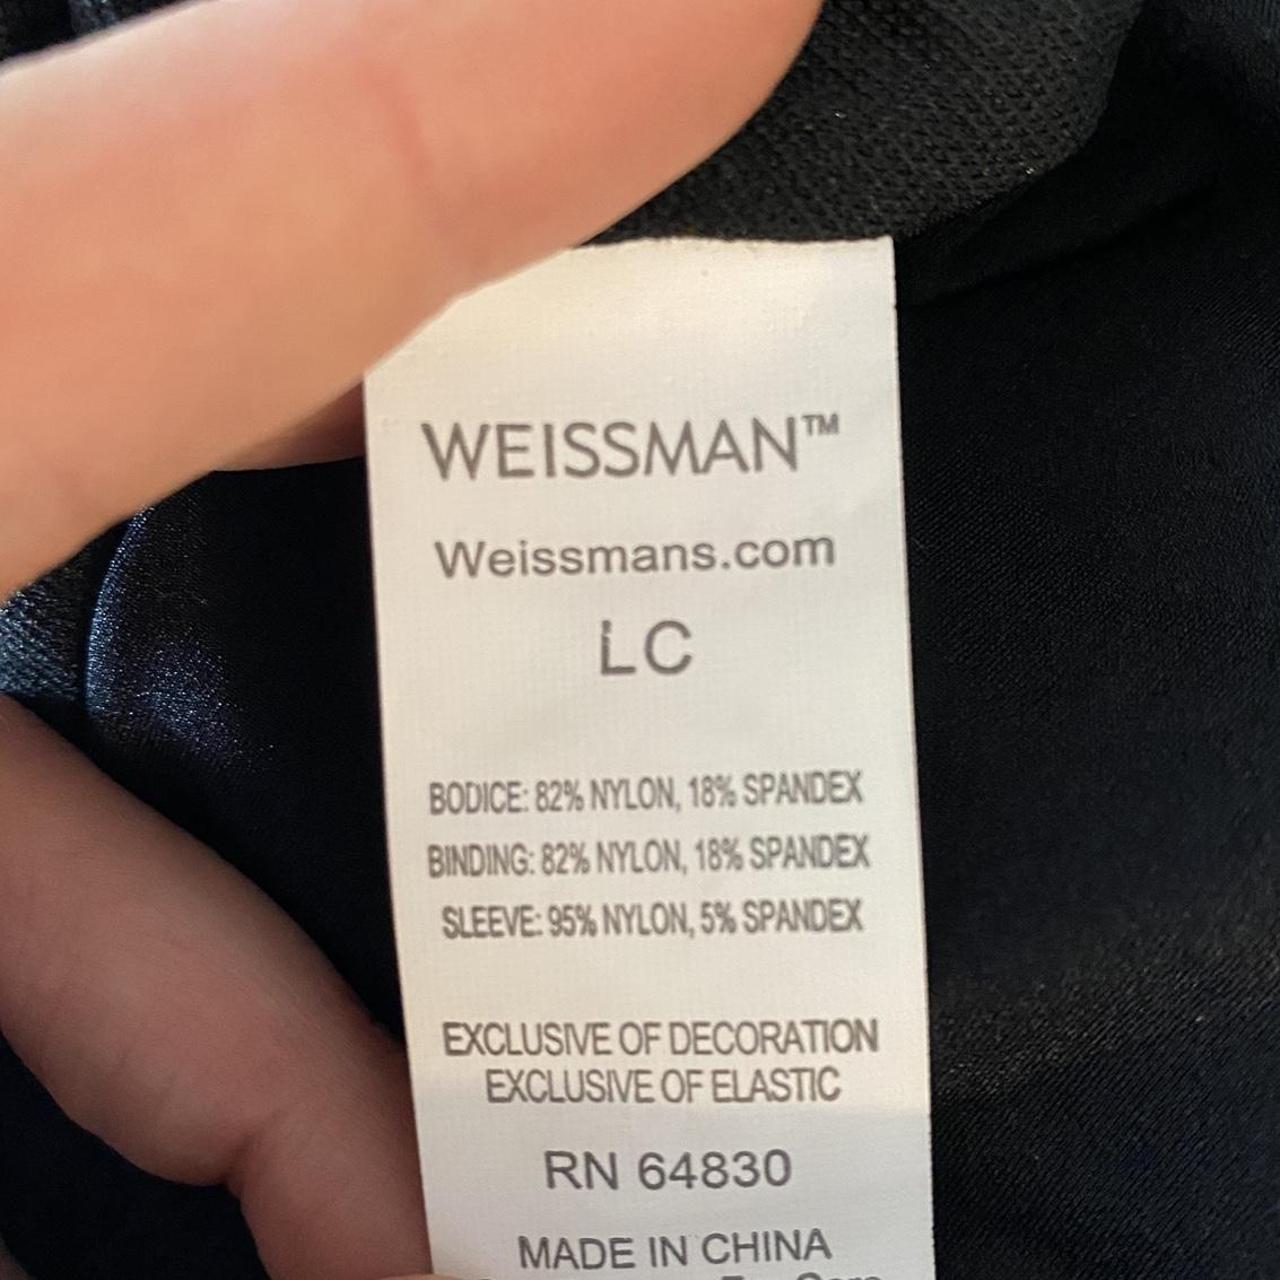 WEISSMAN™
Weissmans.com
LC
BODICE: 82% NYLON, 18% SPANDEX
BINDING: 82% NYLON, 18% SPANDEX
SLEEVE: 95% NYLON, 5% SPANDEX
EXCLUSIVE OF DECORATION
EXCLUSIVE OF ELASTIC
RN 64830
MADE IN CHINA